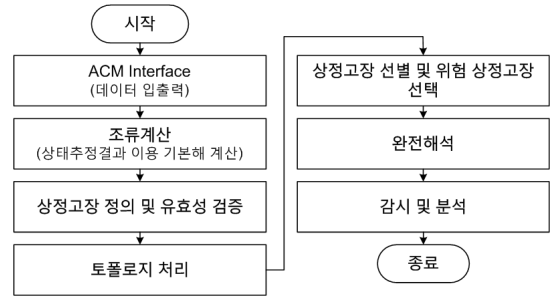 시작
ACM Interface
(데이터 입출력)
조류계산
(상태추정결과 이용 기본해 계산)
상정고장 정의 및 유효성 검증
토폴로지 처리
상정고장 선별 및 위험 상정고장
선택
완전해석
감시 및 분석
종료